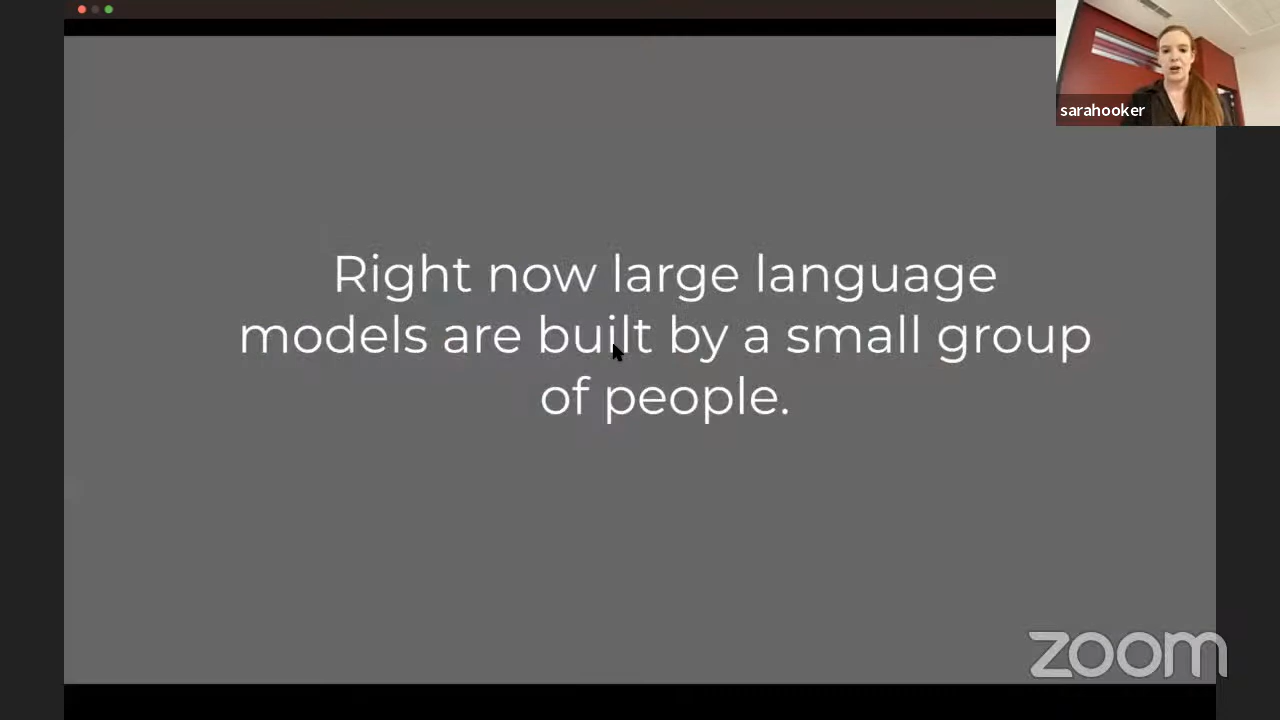 sarahooker
Right now large language
models are built by a small group
of people.
zoom